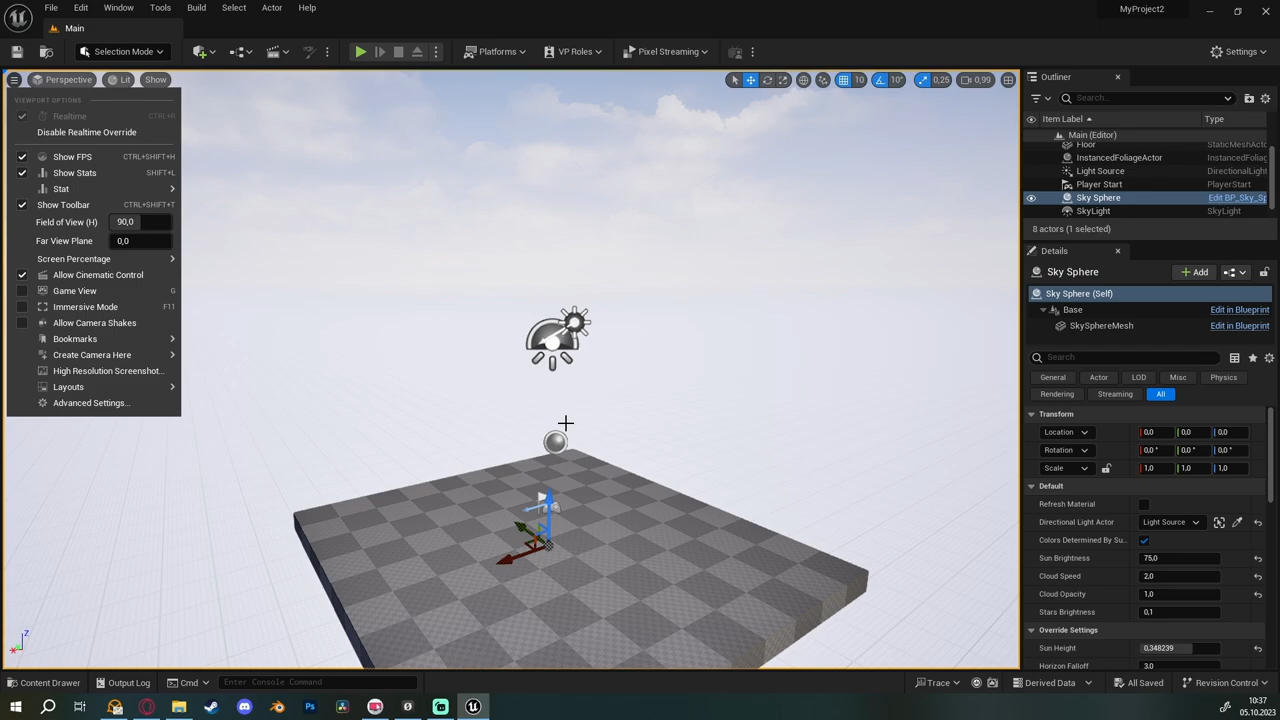 File Edit Window Tools Build Select Actor Help
MyProject2
Main
Selection Mode
Platforms
VP Roles
Pixel Streaming
Settings
Perspective
Lit
Show
10
10°
0,25
0,99
VIEWPORT OPTIONS
Realtime CTRL+R
Disable Realtime Override
Show FPS CTRL+SHIFT+H
Show Stats SHIFT+L
Stat
Show Toolbar CTRL+SHIFT+T
Field of View (H) 90,0
Far View Plane 0,0
Screen Percentage
Allow Cinematic Control
Game View G
Immersive Mode F11
Allow Camera Shakes
Bookmarks
Create Camera Here
High Resolution Screenshot...
Layouts
Advanced Settings...
Z
X
Outliner
Search...
Item Label Type
Main (Editor)
Floor StaticMeshActor
InstancedFoliageActor InstancedFoliag
Light Source DirectionalLight
Player Start PlayerStart
Sky Sphere Edit BP_Sky_Sp
SkyLight SkyLight
8 actors (1 selected)
Details
Sky Sphere
Add
Sky Sphere (Self)
Base Edit in Blueprint
SkySphereMesh Edit in Blueprint
Search
General Actor LOD Misc Physics
Rendering Streaming All
Transform
Location 0,0 0,0 0,0
Rotation 0,0 ° 0,0 ° 0,0 °
Scale 1,0 1,0 1,0
Default
Refresh Material
Directional Light Actor Light Source
Colors Determined By Su...
Sun Brightness 75,0
Cloud Speed 2,0
Cloud Opacity 1,0
Stars Brightness 0,1
Override Settings
Sun Height 0,348239
Horizon Falloff 3,0
Content Drawer
Output Log
Cmd
Enter Console Command
Trace
Derived Data
All Saved
Revision Control
10:37
05.10.2023